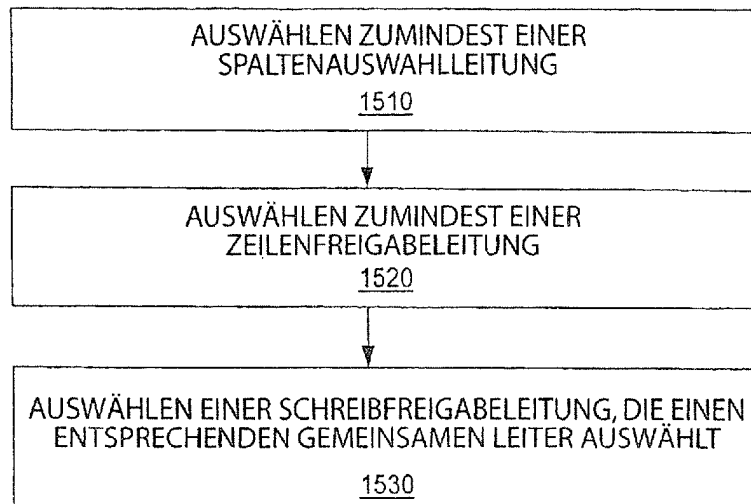 AUSWÄHLEN ZUMINDEST EINER
SPALTENAUSWAHLLEITUNG
1510
AUSWÄHLEN ZUMINDEST EINER
ZEILENFREIGABELEITUNG
1520
AUSWÄHLEN EINER SCHREIBFREIGABELEITUNG, DIE EINEN
ENTSPRECHENDEN GEMEINSAMEN LEITER AUSWÄHLT
1530